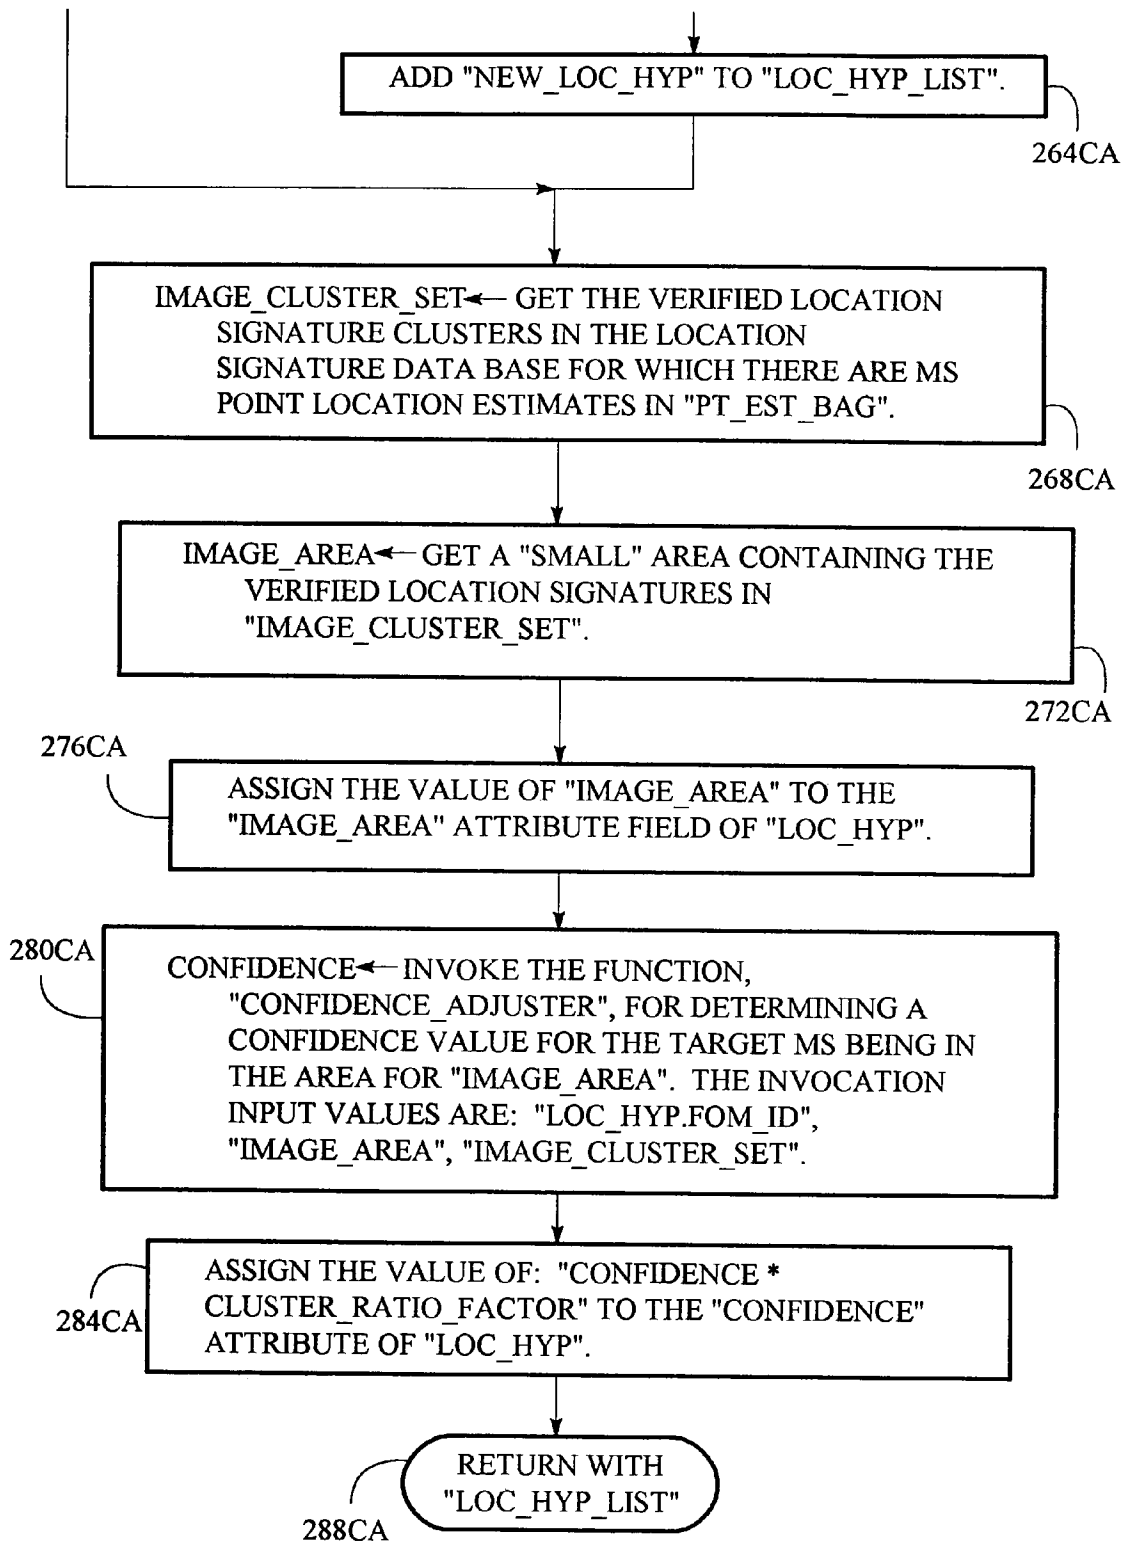 ADD "NEW_LOC_HYP" TO "LOC_HYP_LIST".
264CA
IMAGE_CLUSTER_SET← GET THE VERIFIED LOCATION
SIGNATURE CLUSTERS IN THE LOCATION
SIGNATURE DATA BASE FOR WHICH THERE ARE MS
POINT LOCATION ESTIMATES IN "PT_EST_BAG".
268CA
IMAGE_AREA← GET A "SMALL" AREA CONTAINING THE
VERIFIED LOCATION SIGNATURES IN
"IMAGE_CLUSTER_SET".
272CA
276CA
ASSIGN THE VALUE OF "IMAGE_AREA" TO THE
"IMAGE_AREA" ATTRIBUTE FIELD OF "LOC_HYP".
280CA
CONFIDENCE← INVOKE THE FUNCTION,
"CONFIDENCE_ADJUSTER", FOR DETERMINING A
CONFIDENCE VALUE FOR THE TARGET MS BEING IN
THE AREA FOR "IMAGE_AREA". THE INVOCATION
INPUT VALUES ARE: "LOC_HYP.FOM_ID",
"IMAGE_AREA", "IMAGE_CLUSTER_SET".
284CA
ASSIGN THE VALUE OF: "CONFIDENCE *
CLUSTER_RATIO_FACTOR" TO THE "CONFIDENCE"
ATTRIBUTE OF "LOC_HYP".
RETURN WITH
"LOC_HYP_LIST"
288CA